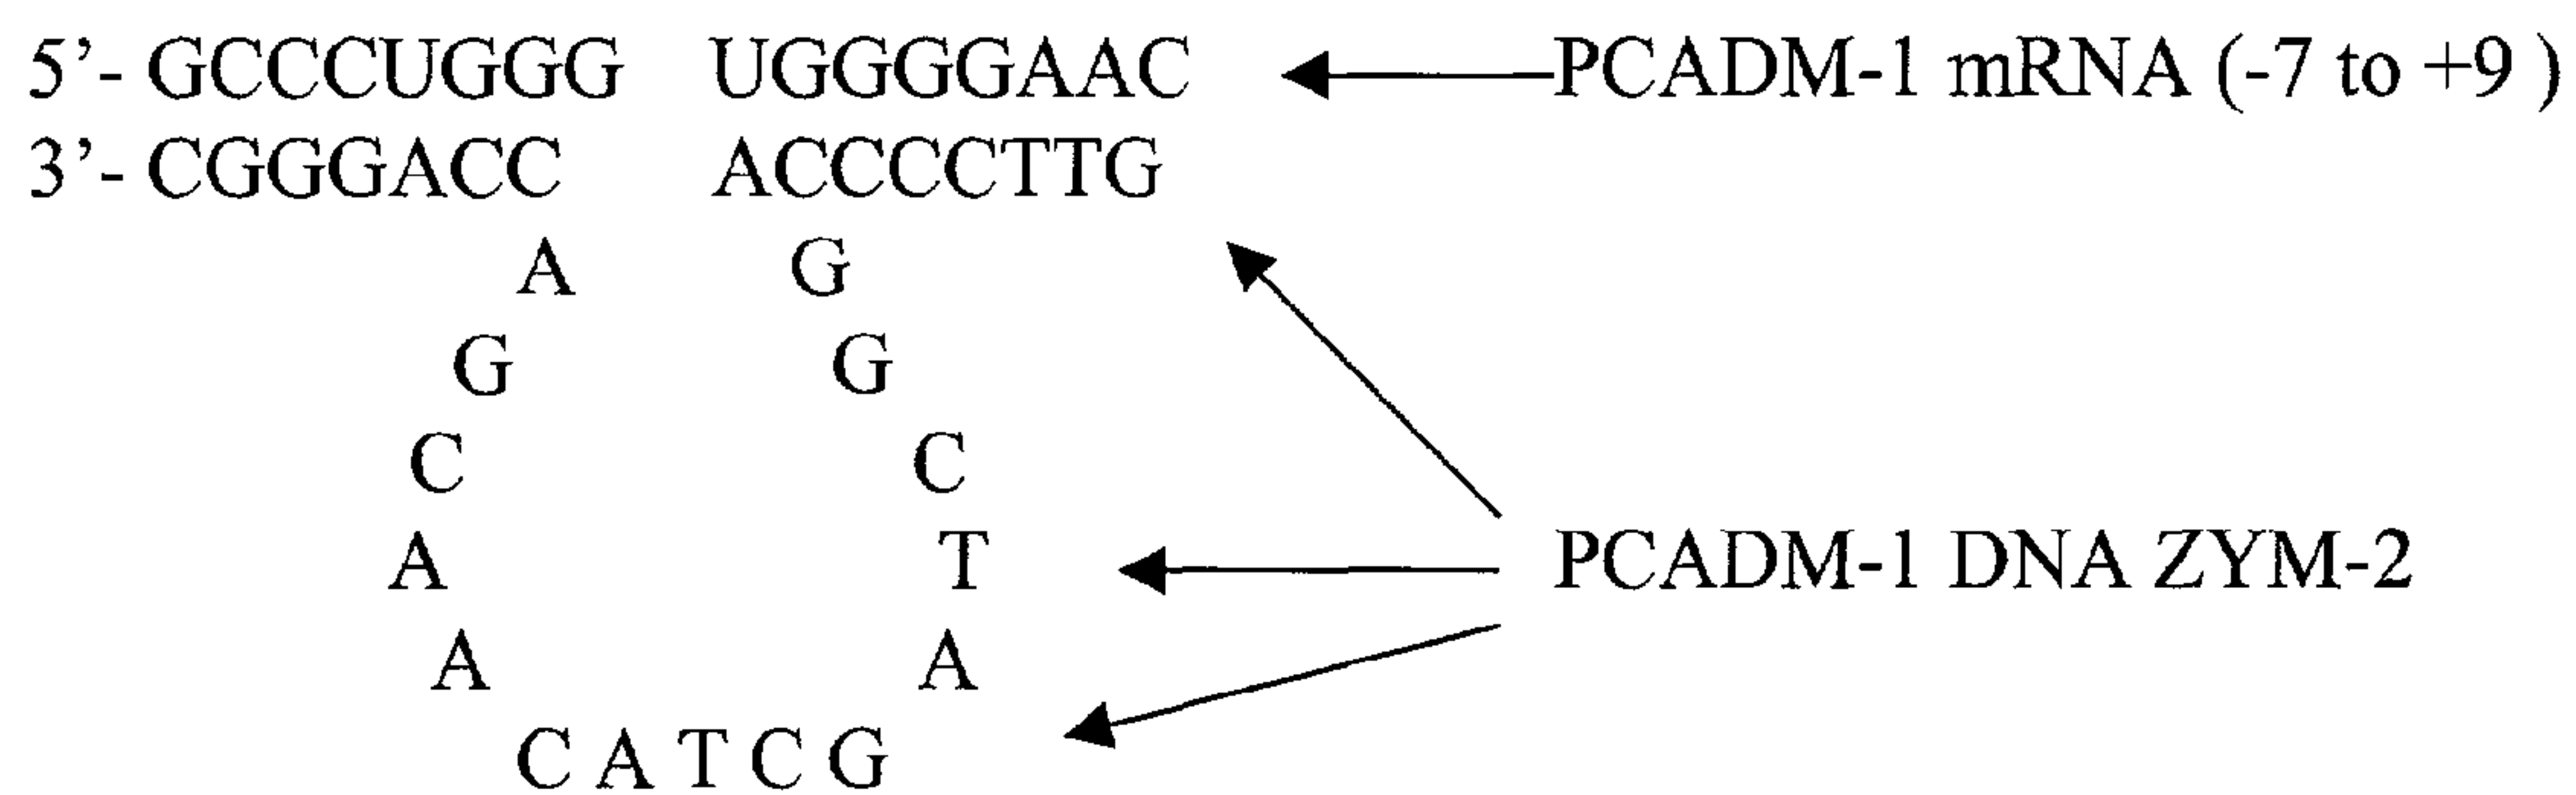 5’- GCCCUGGG UGGGGAAC PCADM-1 mRNA (-7 to +9 )
3’- CGGGACC ACCCCTTG
A G
G G
C C
A T PCADM-1 DNA ZYM-2
A A
C A T C G